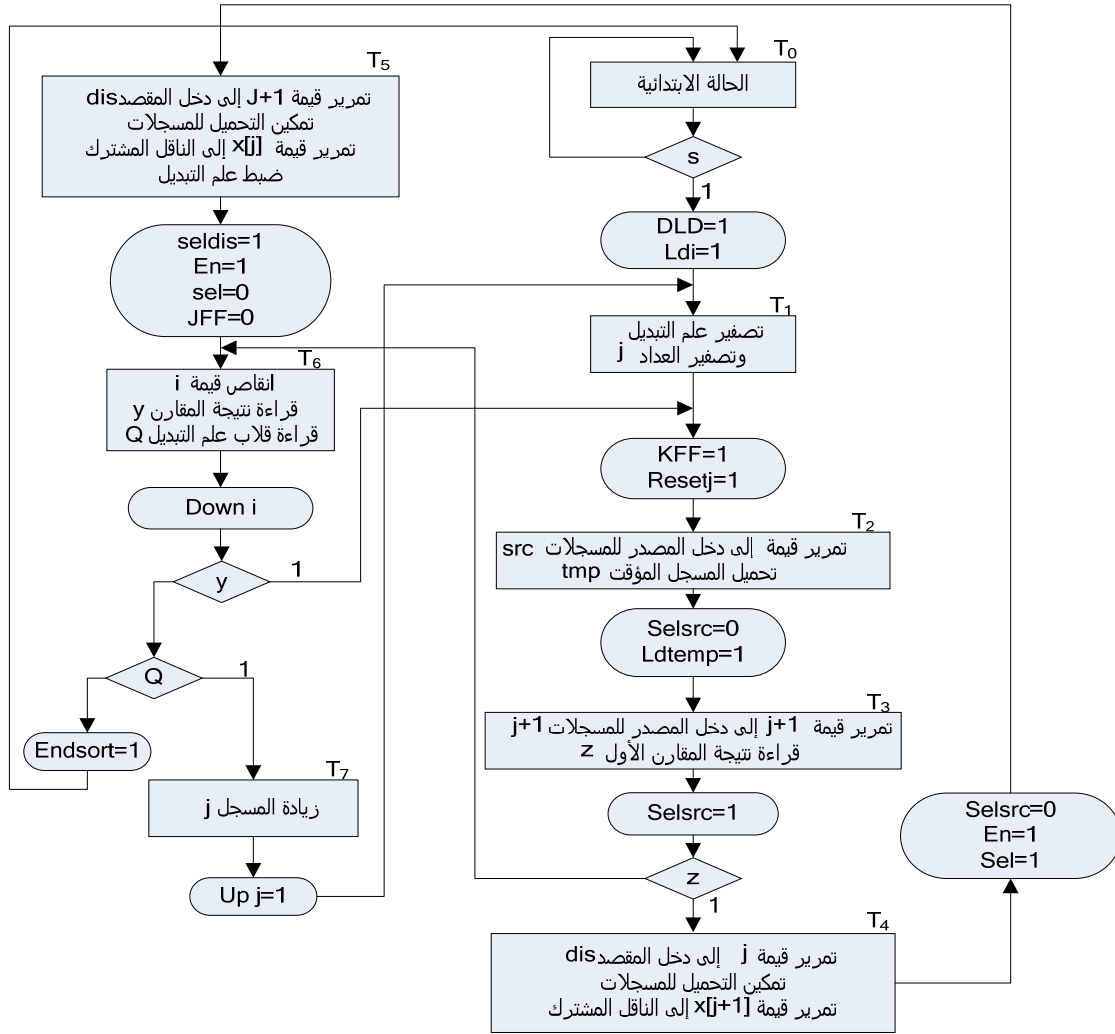 T0
الحالة الابتدائية
s
1
DLD=1
Ldi=1
T1
تصفير علم التبديل
وتصفير العداد j
KFF=1
Resetj=1
T2
تمرير قيمة إلى دخل المصدر للمسجلات src
تحميل المسجل المؤقت tmp
Selsrc=0
Ldtemp=1
T3
تمرير قيمة j+1 إلى دخل المصدر للمسجلات j+1
قراءة نتيجة المقارن الأول z
Selsrc=1
z
1
T4
تمرير قيمة j إلى دخل المقصد dis
تمكين التحميل للمسجلات
تمرير قيمة x[j+1] إلى الناقل المشترك
Selsrc=0
En=1
Sel=1
T5
تمرير قيمة J+1 إلى دخل المقصد dis
تمكين التحميل للمسجلات
تمرير قيمة x[j] إلى الناقل المشترك
ضبط علم التبديل
seldis=1
En=1
sel=0
JFF=0
T6
انقاص قيمة i
قراءة نتيجة المقارن y
قراءة قلاب علم التبديل Q
Down i
y
1
Q
1
Endsort=1
T7
زيادة المسجل j
Up j=1